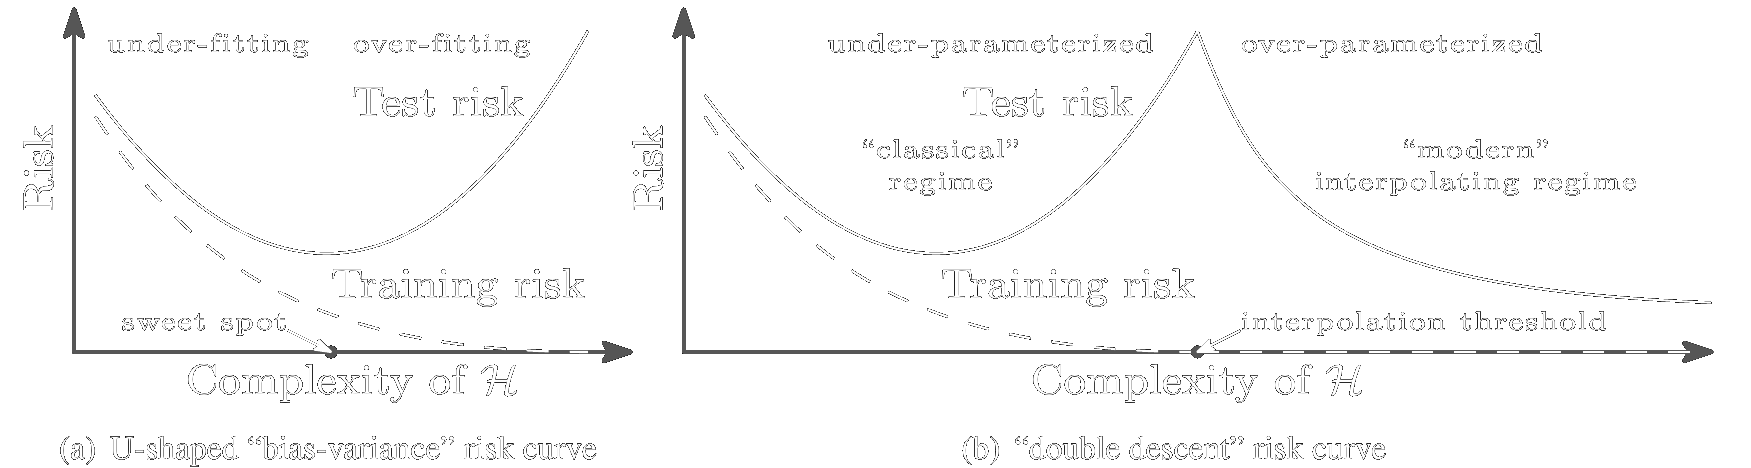 under-fitting
over-fitting
Test risk
Risk
Training risk
sweet spot
Complexity of ℋ
(a) U-shaped “bias-variance” risk curve
under-parameterized
over-parameterized
Test risk
“classical”
regime
“modern”
interpolating regime
Risk
Training risk
interpolation threshold
Complexity of ℋ
(b) “double descent” risk curve